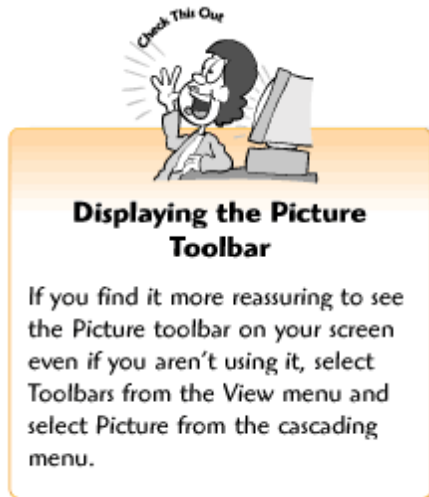 Check This Out
Displaying the Picture
Toolbar
If you find it more reassuring to see
the Picture toolbar on your screen
even if you aren't using it, select
Toolbars from the View menu and
select Picture from the cascading
menu.